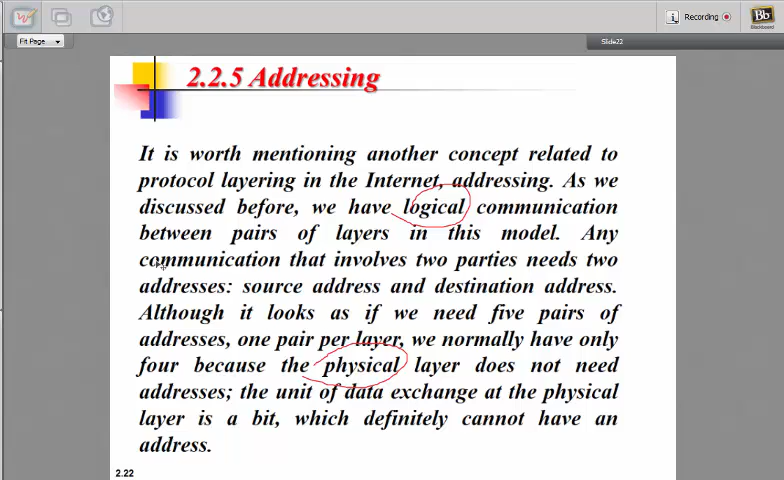 Recording
Bb
Blackboard
Fit Page
Slide22
2.2.5 Addressing
It is worth mentioning another concept related to
protocol layering in the Internet, addressing. As we
discussed before, we have logical communication
between pairs of layers in this model. Any
communication that involves two parties needs two
addresses: source address and destination address.
Although it looks as if we need five pairs of
addresses, one pair per layer, we normally have only
four because the physical layer does not need
addresses; the unit of data exchange at the physical
layer is a bit, which definitely cannot have an
address.
2.22